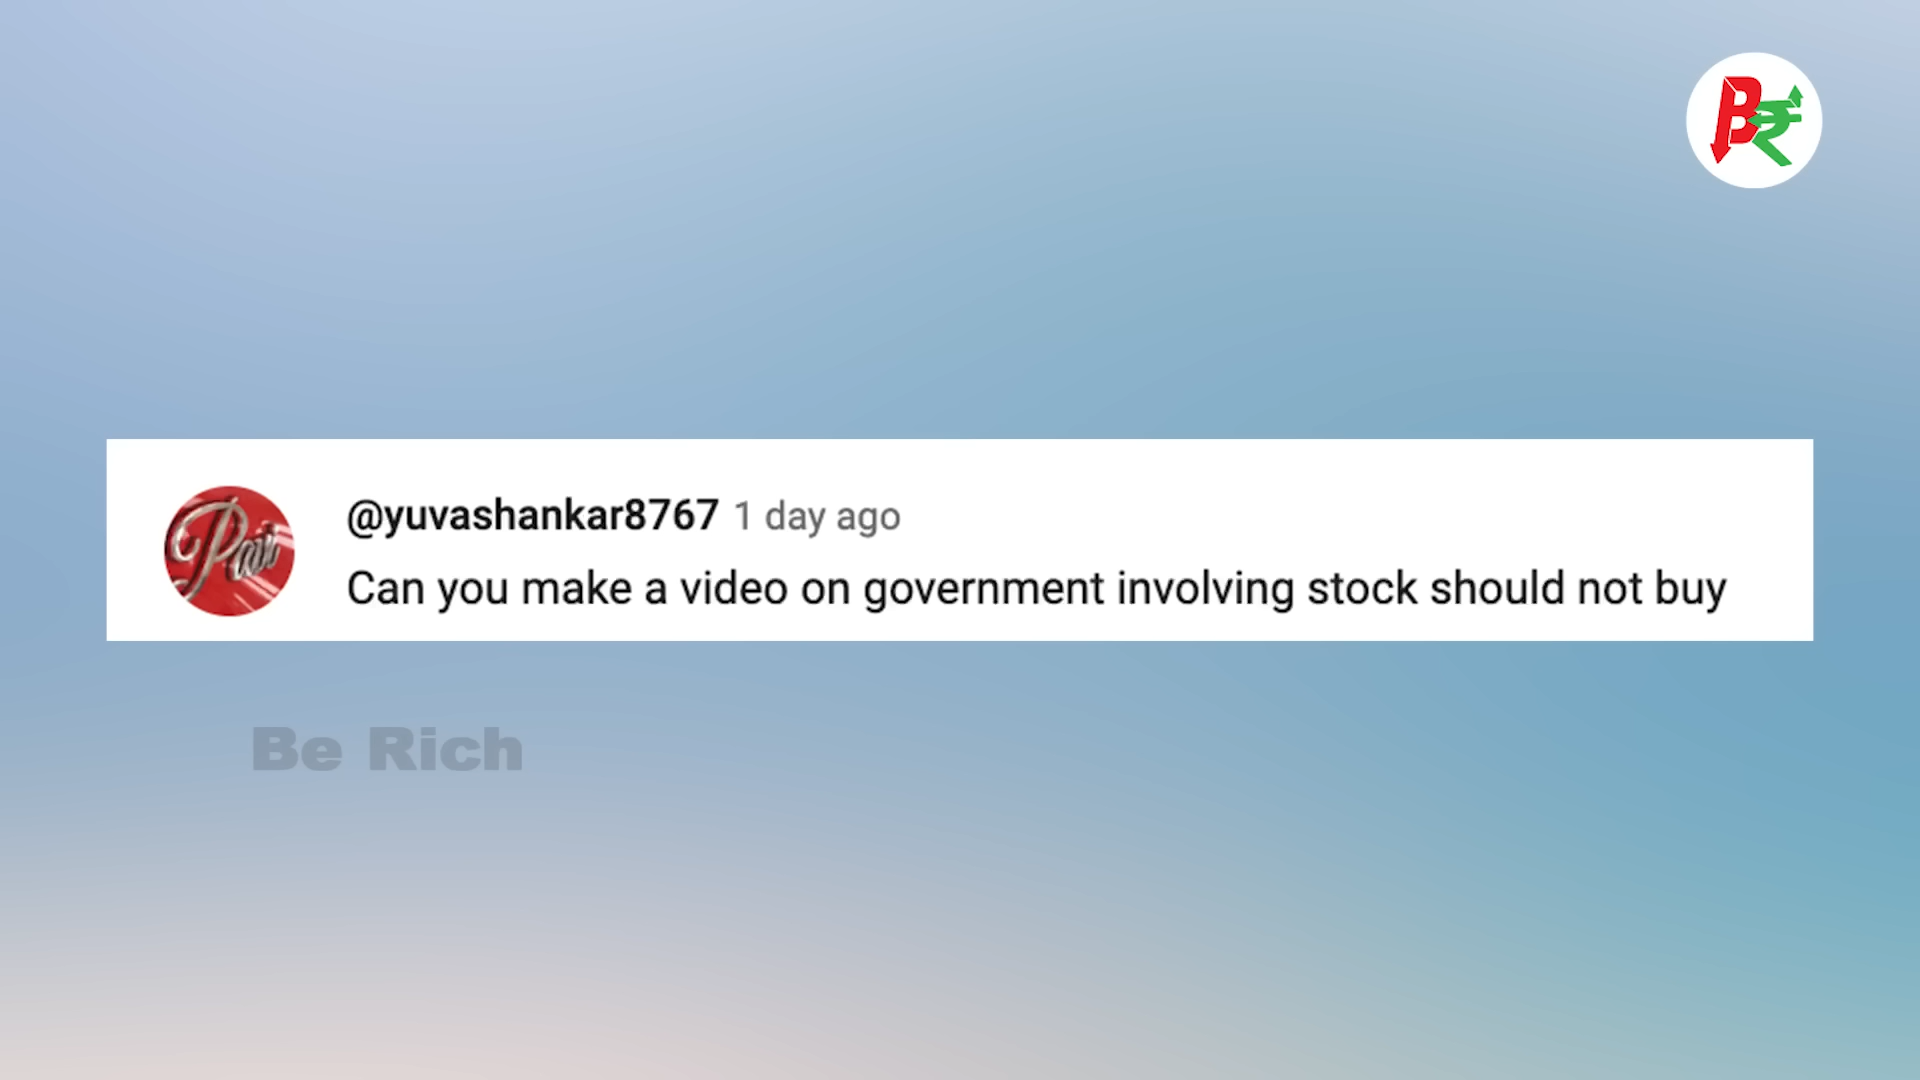 @yuvashankar8767 1 day ago
Can you make a video on government involving stock should not buy
Be Rich